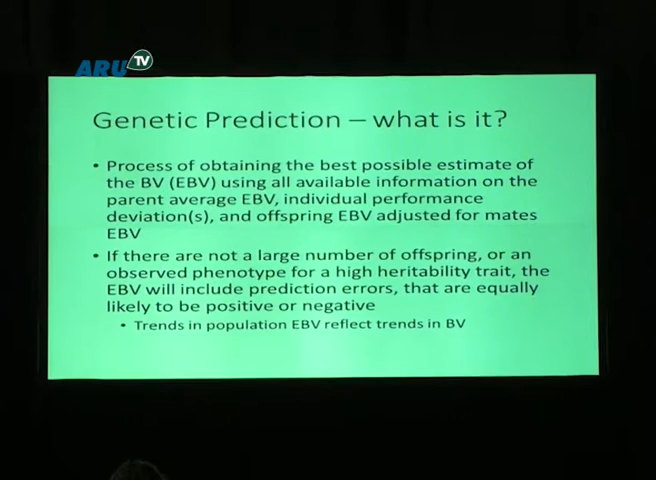 ARU TV
Genetic Prediction – what is it?
• Process of obtaining the best possible estimate of
the BV (EBV) using all available information on the
parent average EBV, individual performance
deviation(s), and offspring EBV adjusted for mates
EBV
• If there are not a large number of offspring, or an
observed phenotype for a high heritability trait, the
EBV will include prediction errors, that are equally
likely to be positive or negative
• Trends in population EBV reflect trends in BV